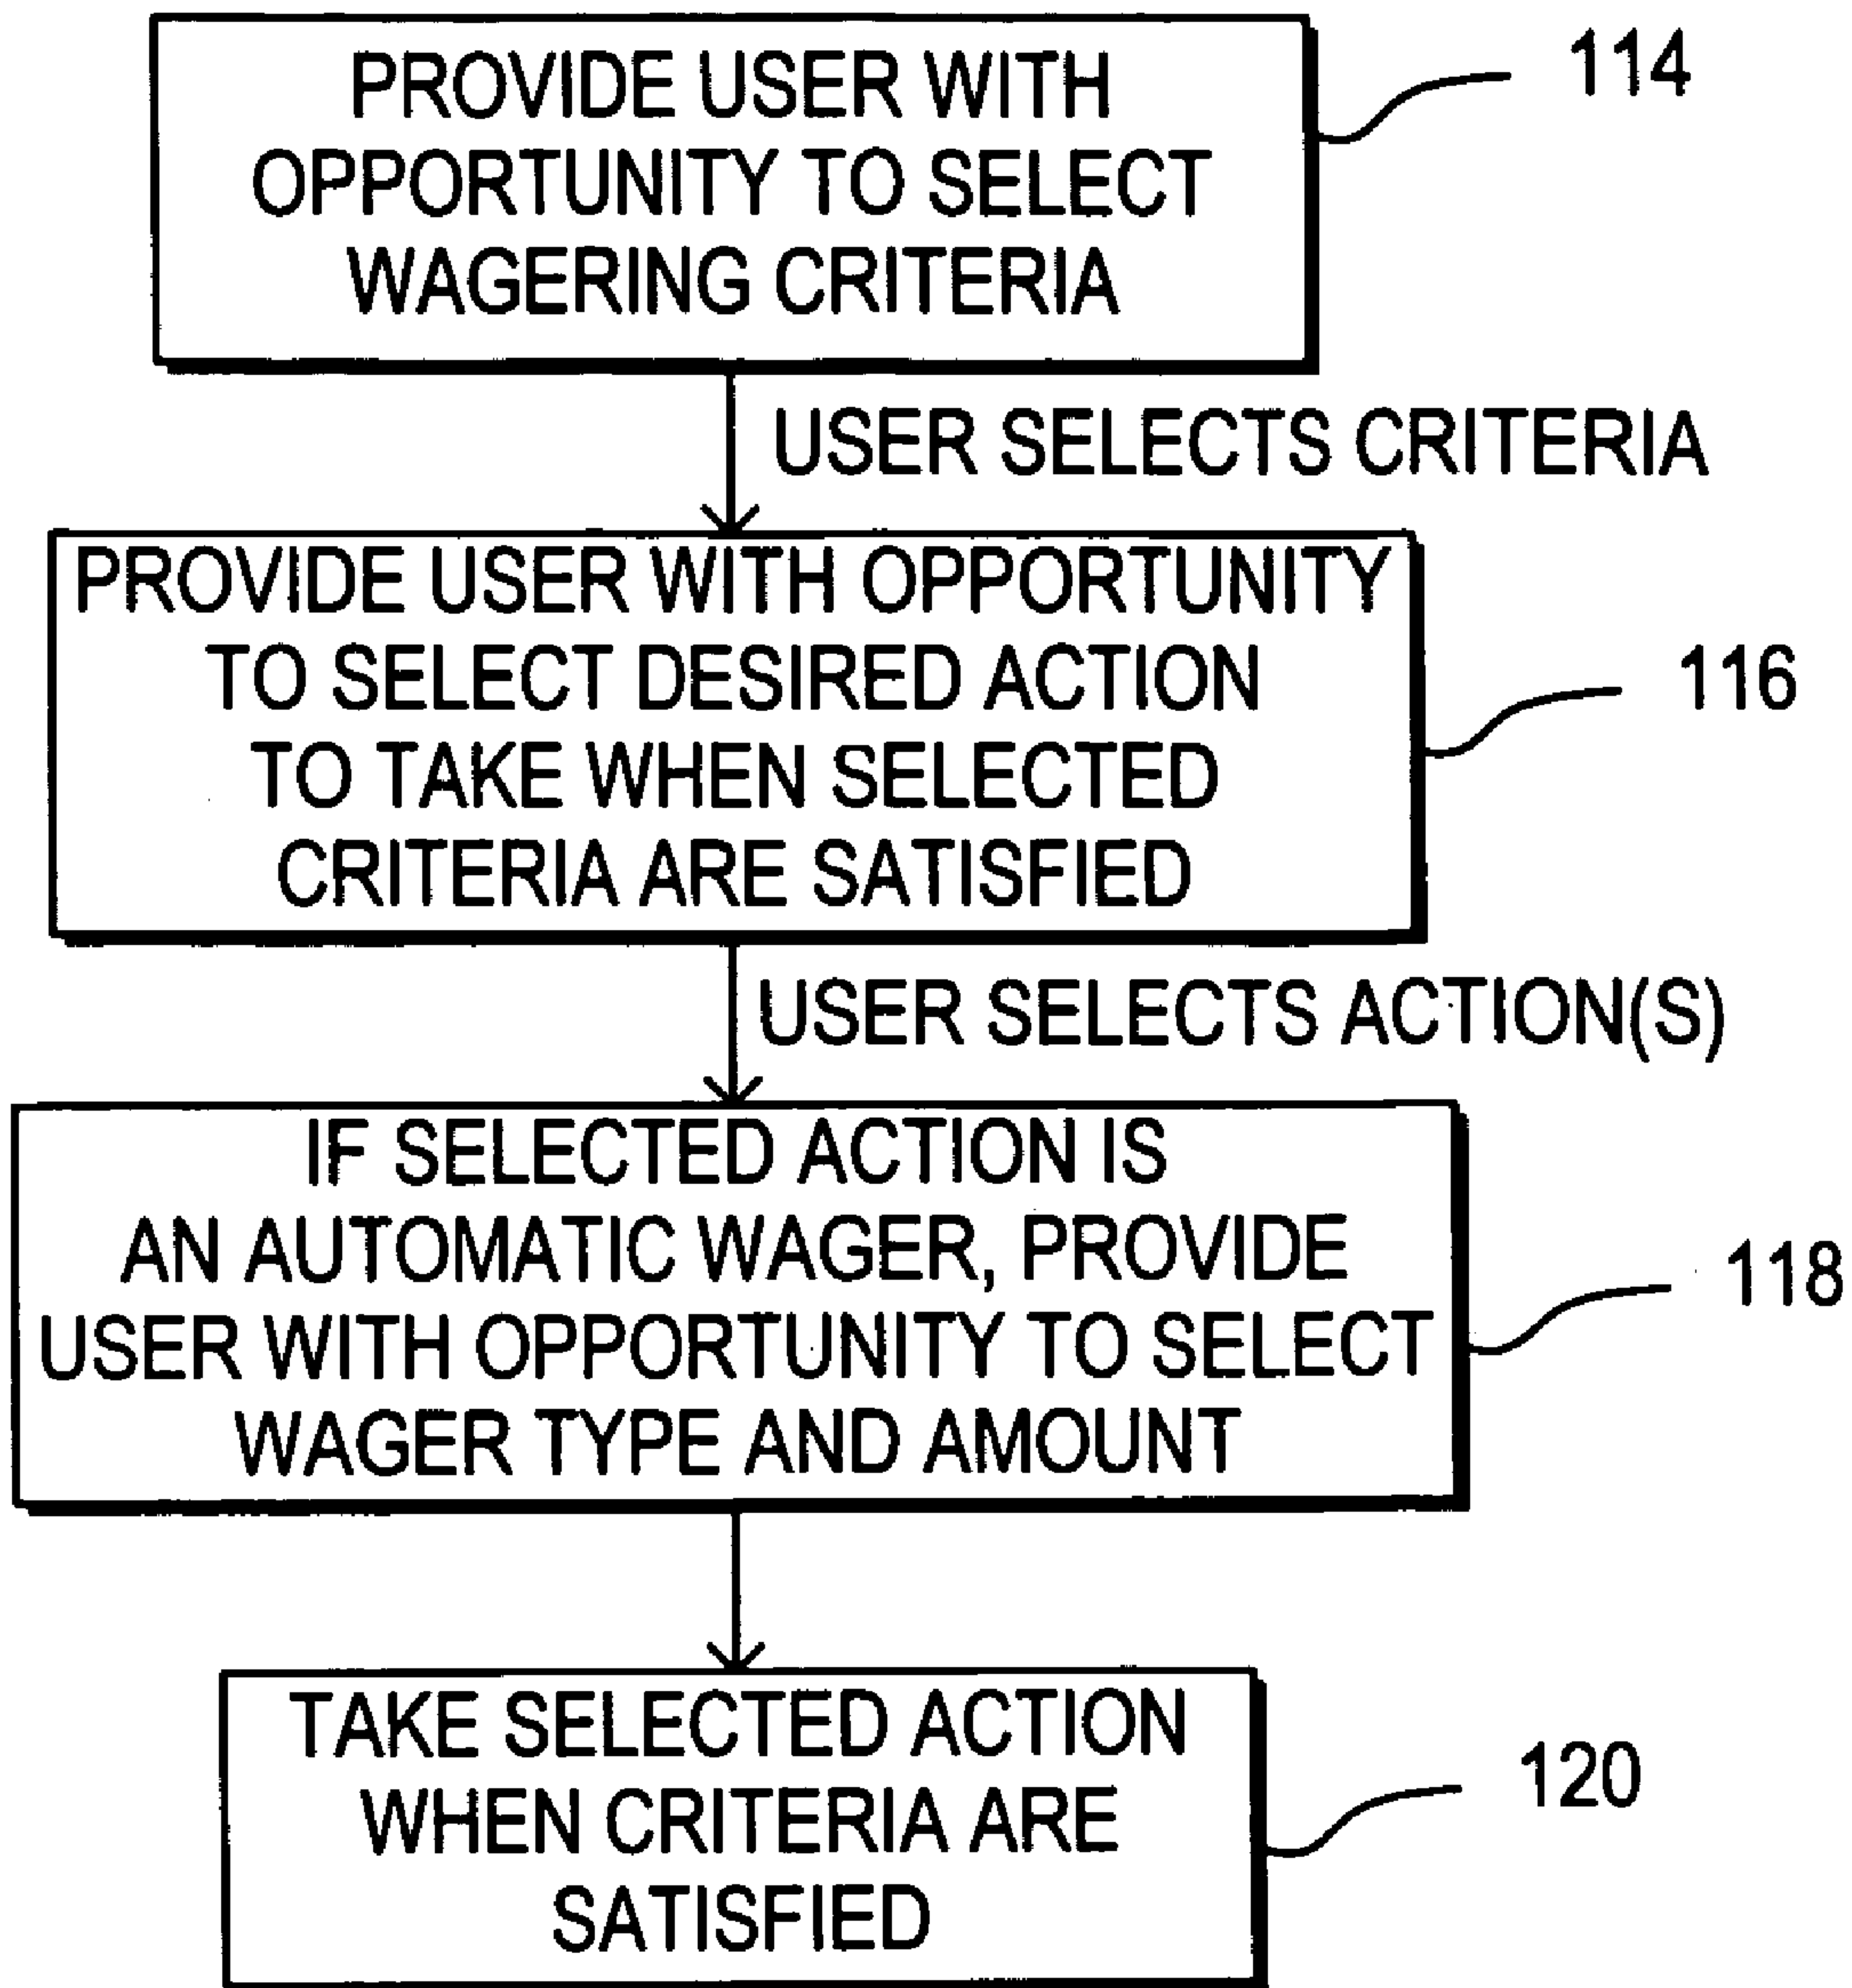 PROVIDE USER WITH
OPPORTUNITY TO SELECT
WAGERING CRITERIA
114
USER SELECTS CRITERIA
PROVIDE USER WITH OPPORTUNITY
TO SELECT DESIRED ACTION
TO TAKE WHEN SELECTED
CRITERIA ARE SATISFIED
116
USER SELECTS ACTION(S)
IF SELECTED ACTION IS
AN AUTOMATIC WAGER, PROVIDE
USER WITH OPPORTUNITY TO SELECT
WAGER TYPE AND AMOUNT
118
TAKE SELECTED ACTION
WHEN CRITERIA ARE
SATISFIED
120